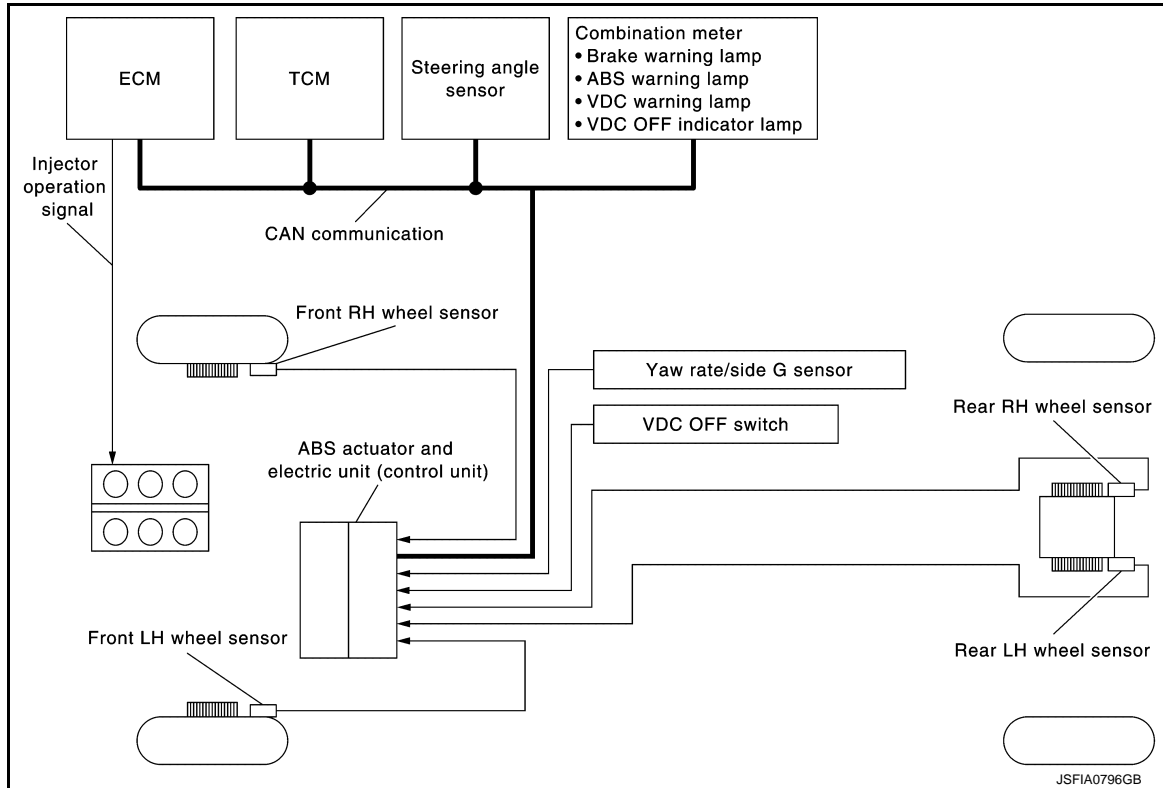 ECM
TCM
Steering angle
sensor
Combination meter
• Brake warning lamp
• ABS warning lamp
• VDC warning lamp
• VDC OFF indicator lamp
Injector
operation
signal
CAN communication
Front RH wheel sensor
Yaw rate/side G sensor
VDC OFF switch
Rear RH wheel sensor
ABS actuator and
electric unit (control unit)
Front LH wheel sensor
Rear LH wheel sensor
JSFIA0796GB